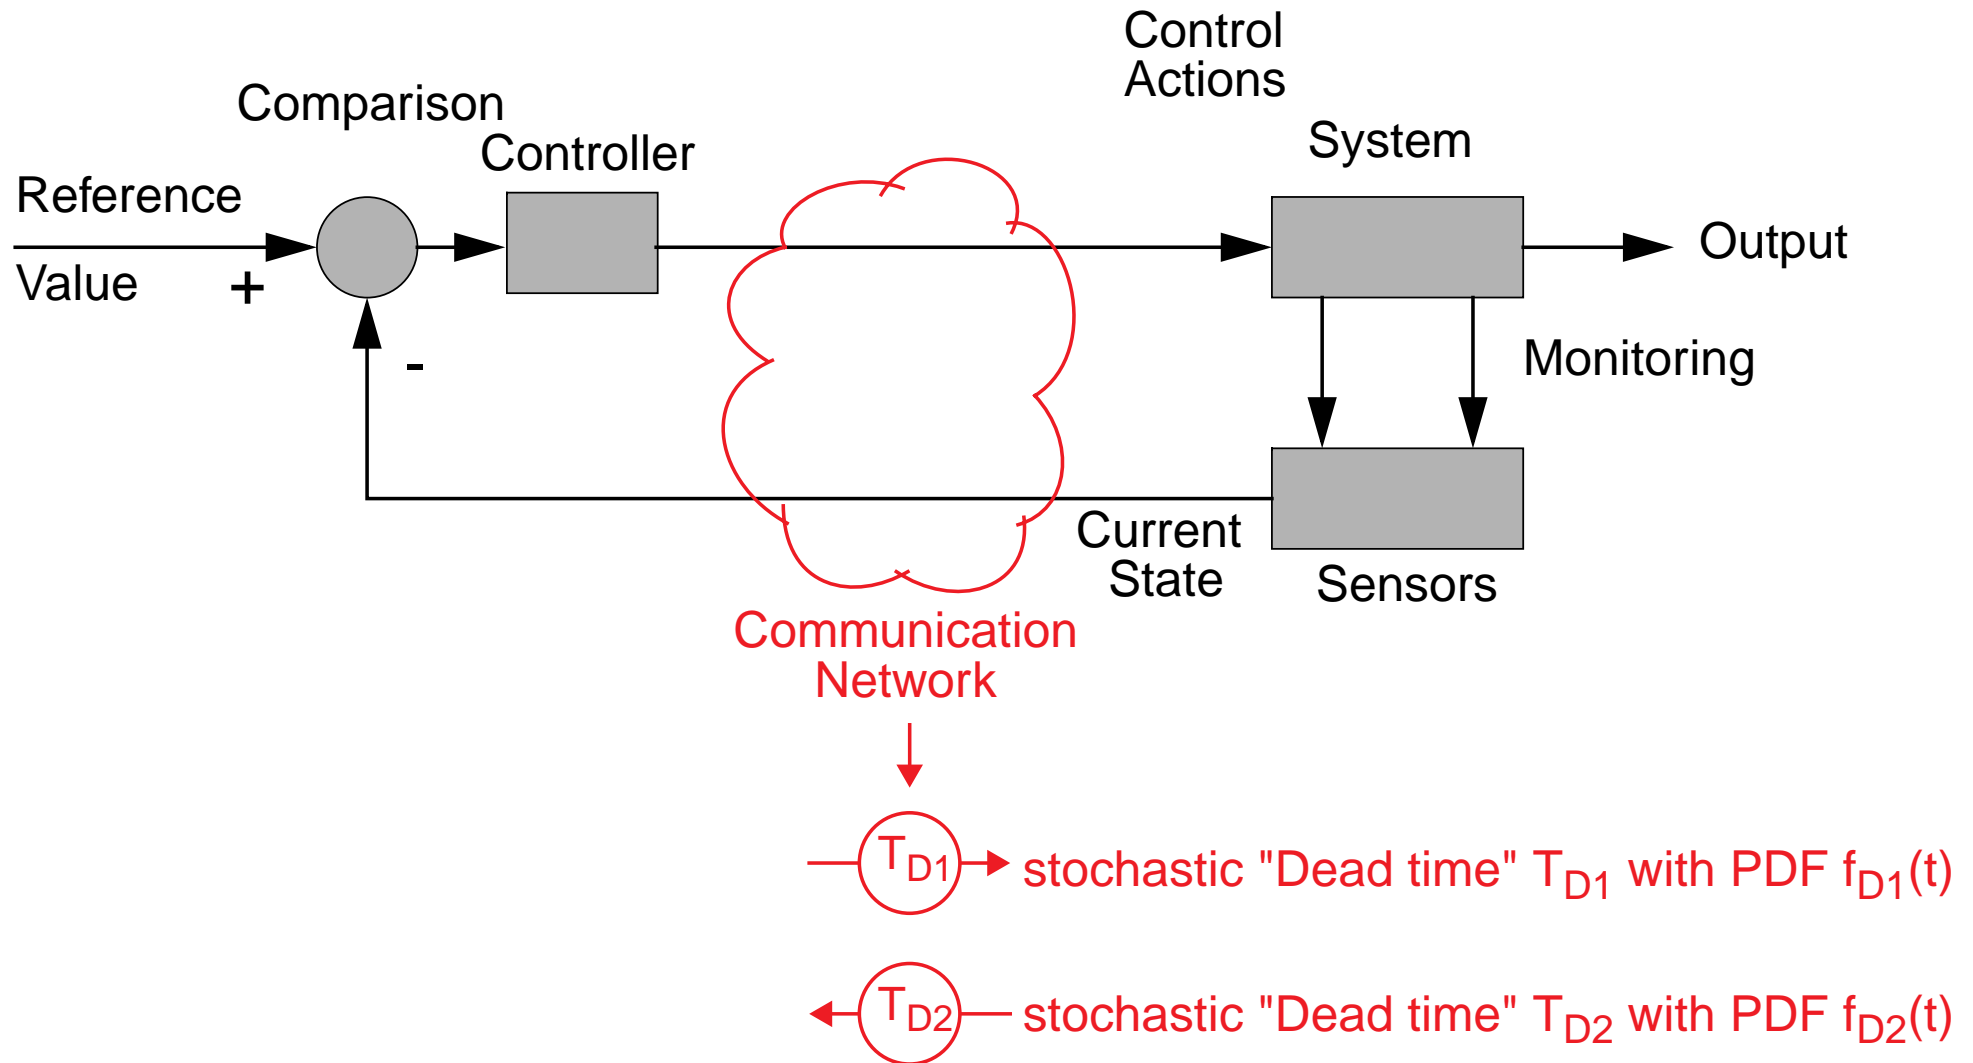 Control
Actions
Comparison
Controller
System
Reference
Value
+
Output
-
Monitoring
Current
State
Sensors
Communication
Network
TD1
stochastic "Dead time" TD1 with PDF fD1(t)
TD2
stochastic "Dead time" TD2 with PDF fD2(t)